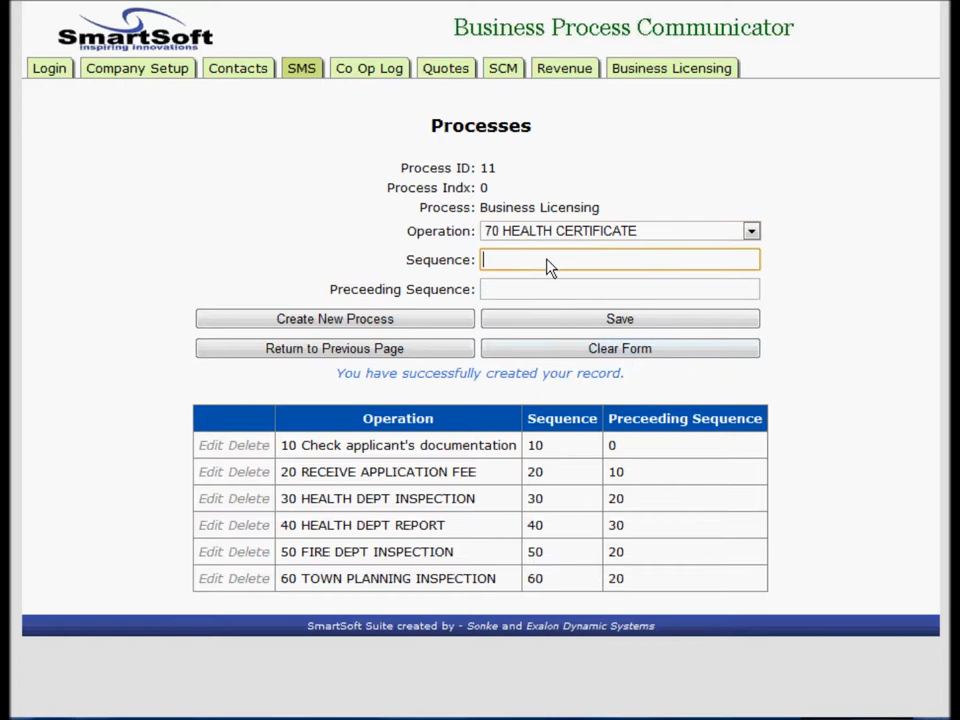 SmartSoft
inspiring innovations
Business Process Communicator
Login Company Setup Contacts SMS Co Op Log Quotes SCM Revenue Business Licensing
Processes
Process ID: 11
Process Indx: 0
Process: Business Licensing
Operation: 70 HEALTH CERTIFICATE
Sequence:
Preceeding Sequence:
Create New Process Save
Return to Previous Page Clear Form
You have successfully created your record.
Operation Sequence Preceeding Sequence
Edit Delete 10 Check applicant's documentation 10 0
Edit Delete 20 RECEIVE APPLICATION FEE 20 10
Edit Delete 30 HEALTH DEPT INSPECTION 30 20
Edit Delete 40 HEALTH DEPT REPORT 40 30
Edit Delete 50 FIRE DEPT INSPECTION 50 20
Edit Delete 60 TOWN PLANNING INSPECTION 60 20
SmartSoft Suite created by - Sonke and Exalon Dynamic Systems